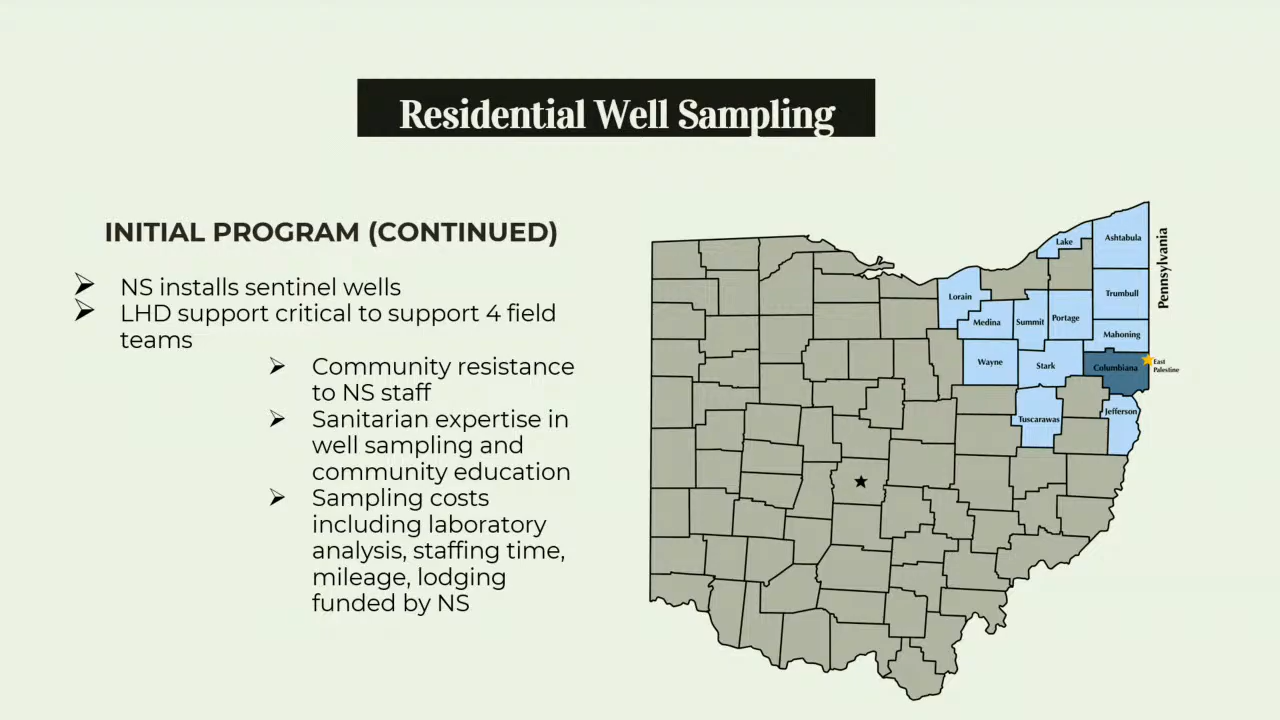 Residential Well Sampling
INITIAL PROGRAM (CONTINUED)
NS installs sentinel wells
LHD support critical to support 4 field
teams
Community resistance
to NS staff
Sanitarian expertise in
well sampling and
community education
Sampling costs
including laboratory
analysis, staffing time,
mileage, lodging
funded by NS
Lake
Ashtabula
Pennsylvania
Lorain
Trumbull
Medina
Summit
Portage
Mahoning
Wayne
Stark
Columbiana
East
Palestine
Jefferson
Tuscarawas